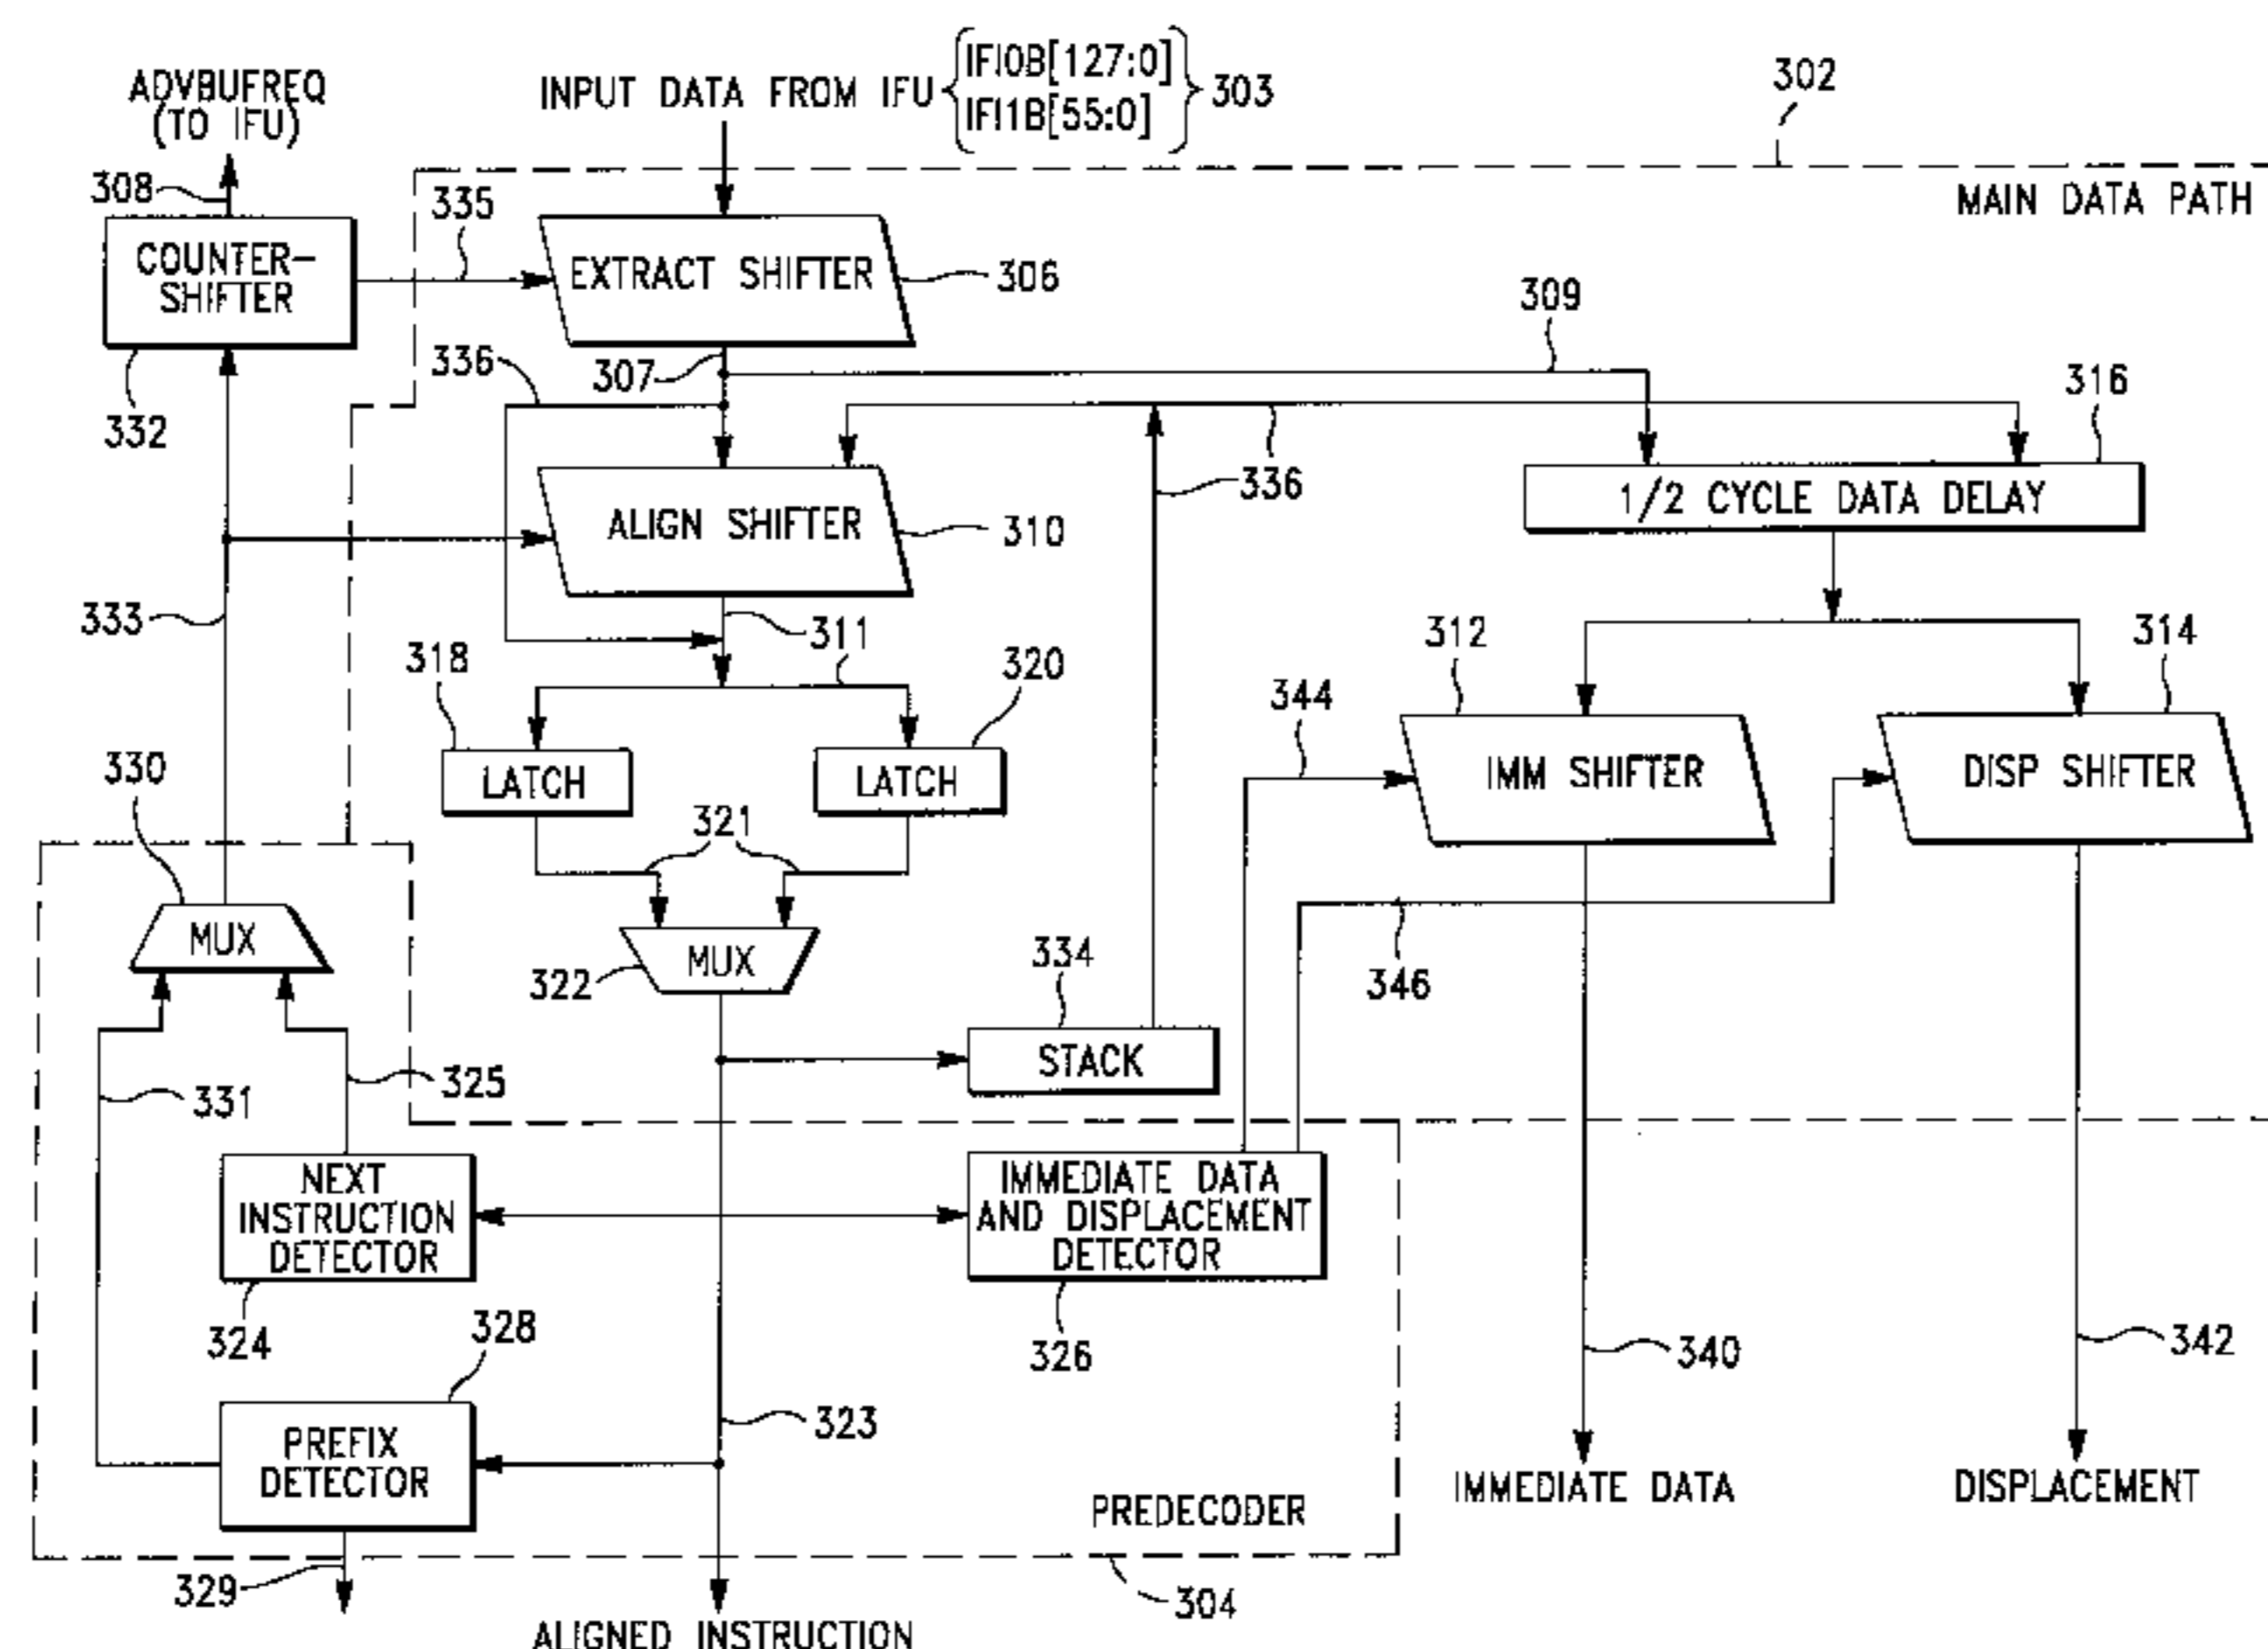 ADVBUFREQ
(TO IFU)
INPUT DATA FROM IFU
IFI0B[127:0]
IFI1B[55:0]
303
302
308
335
MAIN DATA PATH
COUNTER-
SHIFTER
EXTRACT SHIFTER
306
309
332
336
307
316
336
1/2 CYCLE DATA DELAY
ALIGN SHIFTER
310
333
311
312
314
318
320
344
330
LATCH
LATCH
IMM SHIFTER
DISP SHIFTER
321
MUX
322
MUX
334
346
STACK
325
331
NEXT
INSTRUCTION
DETECTOR
IMMEDIATE DATA
AND DISPLACEMENT
DETECTOR
324
328
326
340
342
323
PREFIX
DETECTOR
IMMEDIATE DATA
DISPLACEMENT
PREDECODER
329
304
ALIGNED INSTRUCTION